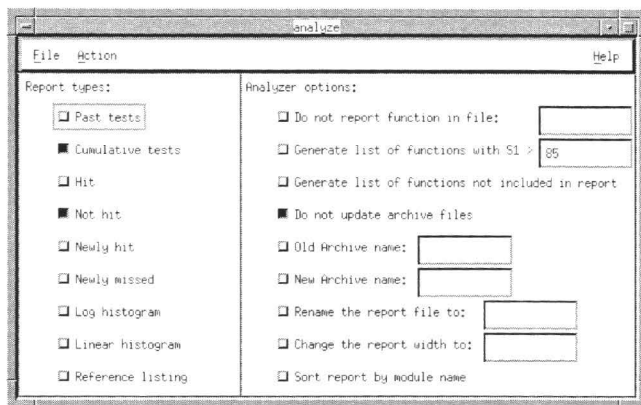 analyze
File Action Help
Report types:
Past tests
Cumulative tests
Hit
Not hit
Newly hit
Newly missed
Log histogram
Linear histogram
Reference listing
Analyzer options:
Do not report function in file:
Generate list of functions with S1 > 85
Generate list of functions not included in report
Do not update archive files
Old Archive name:
New Archive name:
Rename the report file to:
Change the report width to:
Sort report by module name